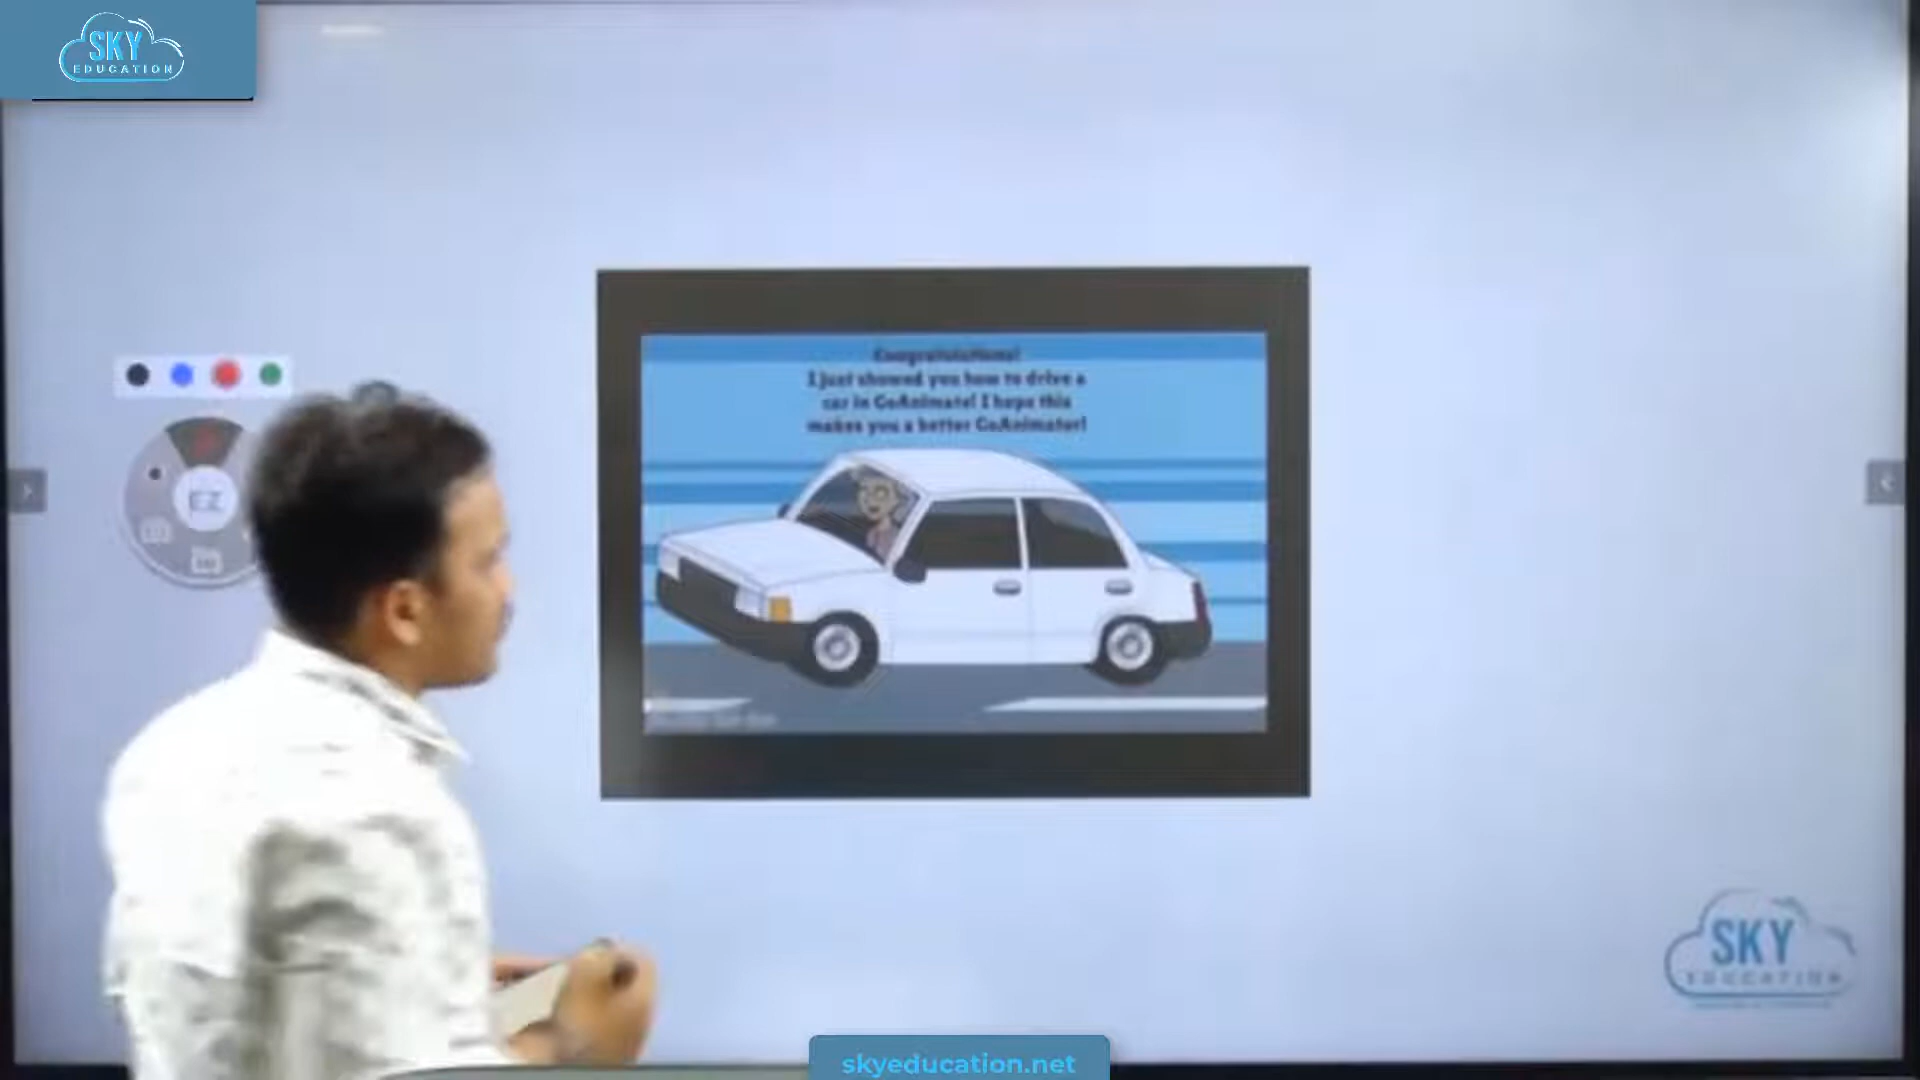 SKY
EDUCATION
EZ
Congratulations!
I just showed you how to drive a
car in GoAnimate! I hope this
makes you a better GoAnimator!
SKY
EDUCATION
skyeducation.net